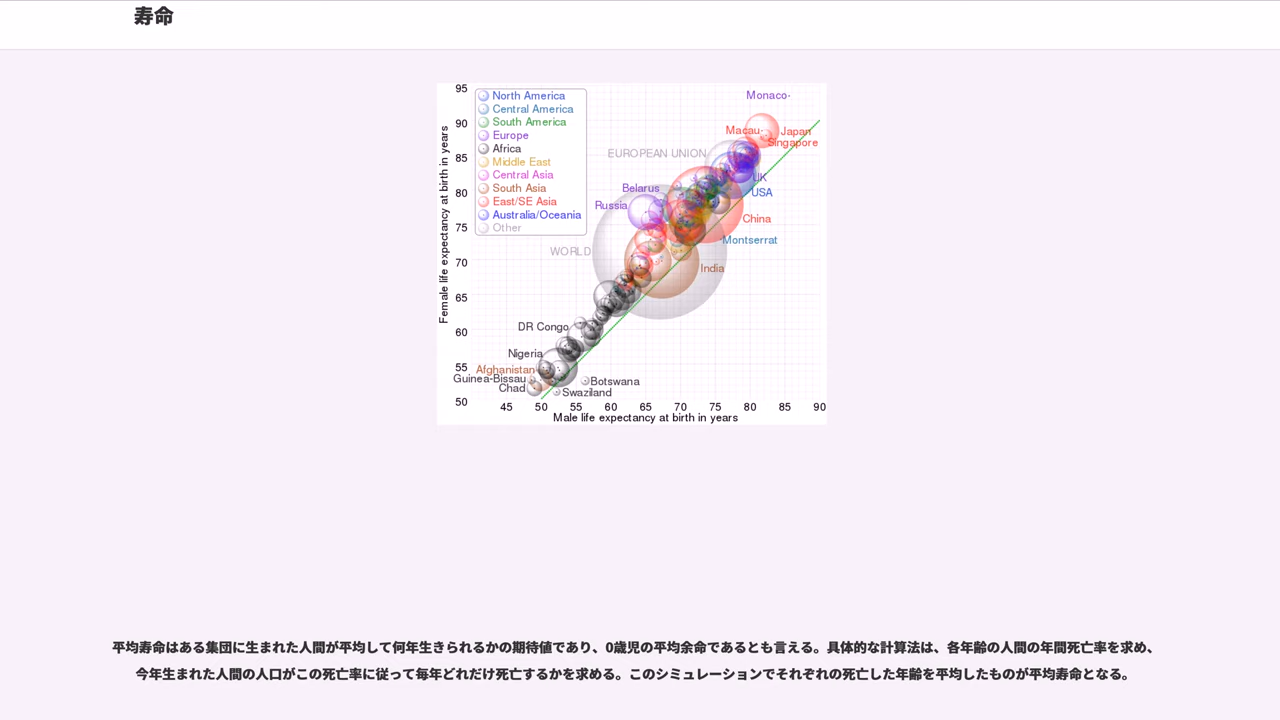 寿命
95
90
85
80
75
70
65
60
55
50
Female life expectancy at birth in years
North America
Central America
South America
Europe
Africa
Middle East
Central Asia
South Asia
East/SE Asia
Australia/Oceania
Other
Monaco
Macau
Japan
Singapore
EUROPEAN UNION
UK
Belarus
USA
Russia
China
Montserrat
WORLD
India
DR Congo
Nigeria
Afghanistan
Guinea-Bissau
Botswana
Chad
Swaziland
45 50 55 60 65 70 75 80 85 90
Male life expectancy at birth in years
平均寿命はある集団に生まれた人間が平均して何年生きられるかの期待値であり、0歳児の平均余命であるとも言える。具体的な計算法は、各年齢の人間の年間死亡率を求め、
今年生まれた人間の人口がこの死亡率に従って毎年どれだけ死亡するかを求める。このシミュレーションでそれぞれの死亡した年齢を平均したものが平均寿命となる。